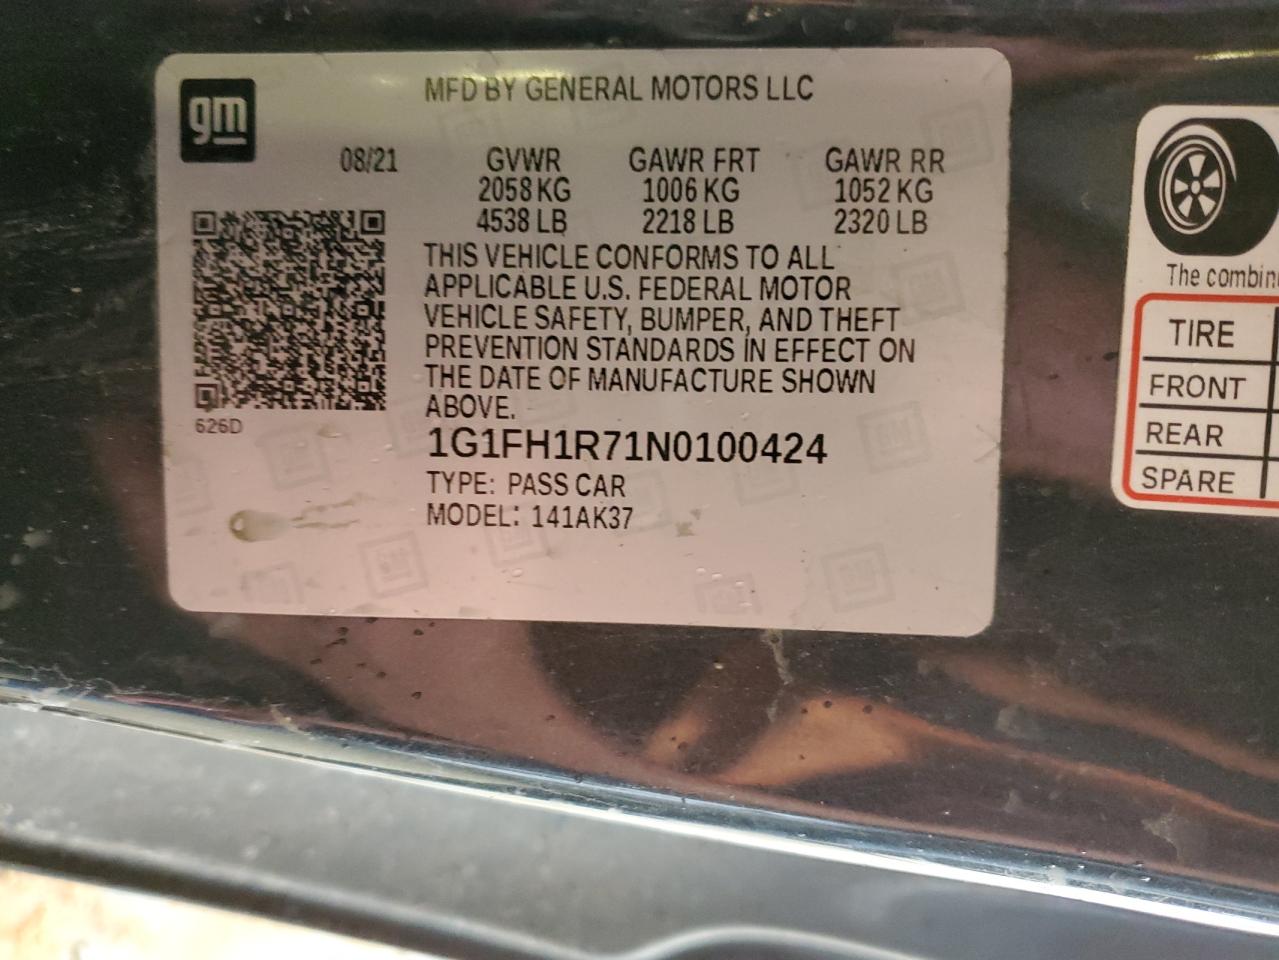 gm
MFD BY GENERAL MOTORS LLC
08/21 GVWR GAWR FRT GAWR RR
2058 KG 1006 KG 1052 KG
4538 LB 2218 LB 2320 LB
THIS VEHICLE CONFORMS TO ALL
APPLICABLE U.S. FEDERAL MOTOR
VEHICLE SAFETY, BUMPER, AND THEFT
PREVENTION STANDARDS IN EFFECT ON
THE DATE OF MANUFACTURE SHOWN
ABOVE.
626D
1G1FH1R71N0100424
TYPE: PASS CAR
MODEL: 141AK37
The combin
TIRE
FRONT
REAR
SPARE